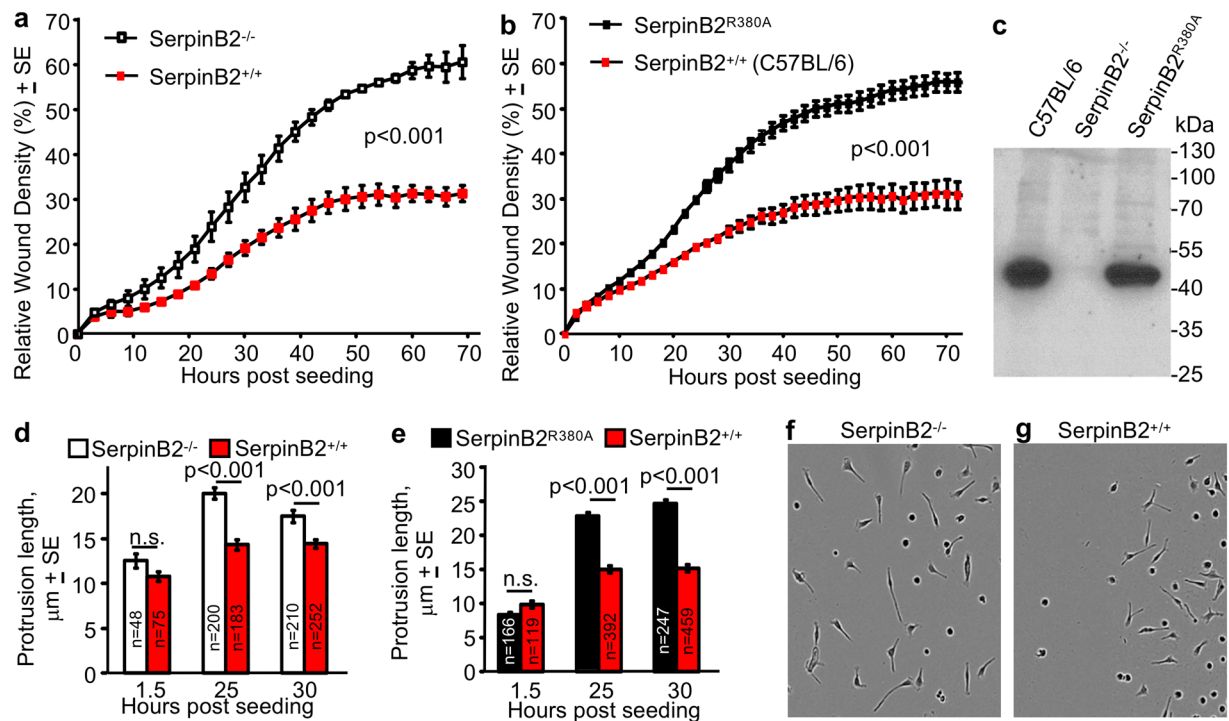 a
Relative Wound Density (%) ± SE
70
60
50
40
30
20
10
0
SerpinB2-/-
SerpinB2+/+
p<0.001
0 10 20 30 40 50 60 70
Hours post seeding
b
Relative Wound Density (%) ± SE
70
60
50
40
30
20
10
0
SerpinB2R380A
SerpinB2+/+ (C57BL/6)
p<0.001
0 10 20 30 40 50 60 70
Hours post seeding
c
C57BL/6
SerpinB2-/-
SerpinB2R380A
kDa
-130
-100
-70
-55
-40
-35
-25
d
SerpinB2-/- SerpinB2+/+
Protrusion length,
μm ± SE
20
15
10
5
0
n.s.
p<0.001
p<0.001
n=48
n=75
n=200
n=183
n=210
n=252
1.5 25 30
Hours post seeding
e
SerpinB2R380A SerpinB2+/+
Protrusion length,
μm ± SE
30
25
20
15
10
5
0
n.s.
p<0.001
p<0.001
n=166
n=119
n=392
n=247
n=459
1.5 25 30
Hours post seeding
f
SerpinB2-/-
g
SerpinB2+/+